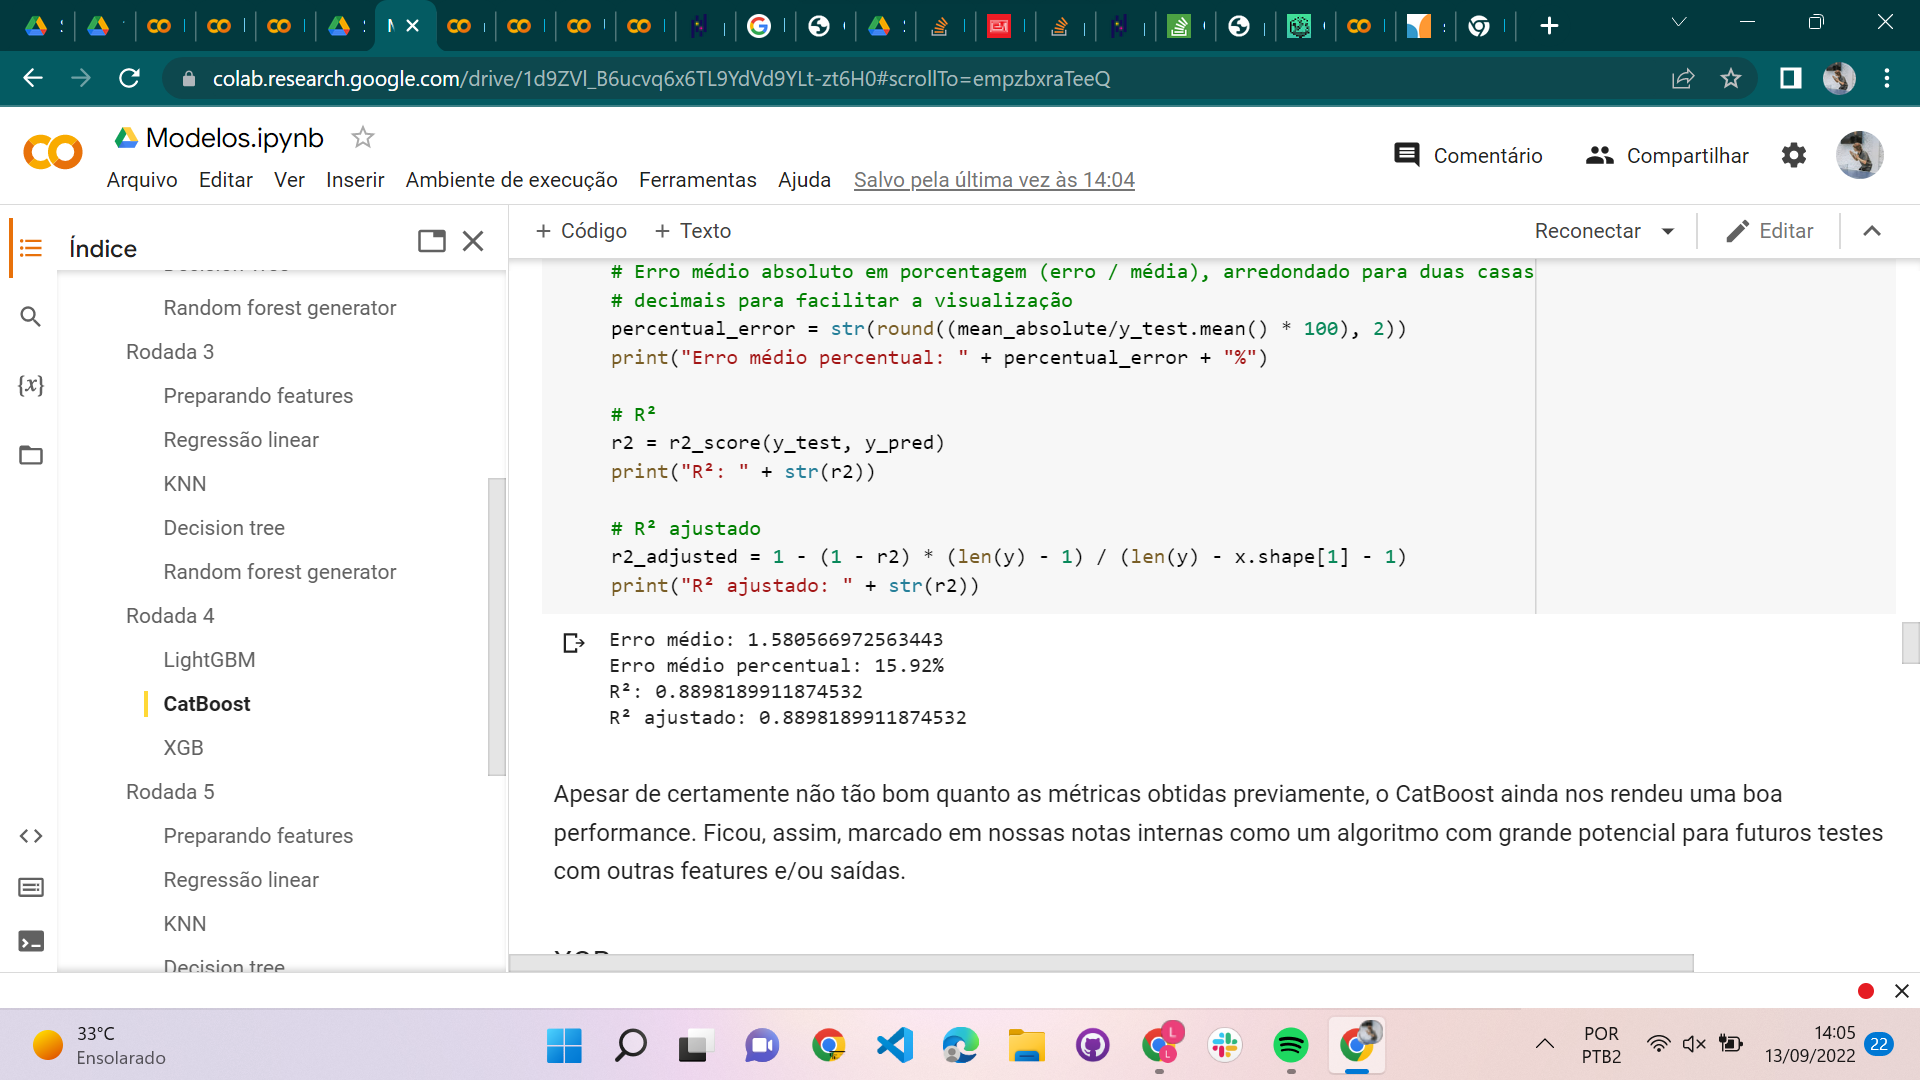 colab.research.google.com/drive/1d9ZVl_B6ucvq6x6TL9YdVd9YLt-zt6H0#scrollTo=empzbxraTeeQ
Modelos.ipynb
Comentário
Compartilhar
Arquivo Editar Ver Inserir Ambiente de execução Ferramentas Ajuda Salvo pela última vez às 14:04
Índice
+ Código + Texto
Reconectar
Editar
Random forest generator
Rodada 3
Preparando features
Regressão linear
KNN
Decision tree
Random forest generator
Rodada 4
LightGBM
CatBoost
XGB
Rodada 5
Preparando features
Regressão linear
KNN
Decision tree
# Erro médio absoluto em porcentagem (erro / média), arredondado para duas casas
# decimais para facilitar a visualização
percentual_error = str(round((mean_absolute/y_test.mean() * 100), 2))
print("Erro médio percentual: " + percentual_error + "%")
# R²
r2 = r2_score(y_test, y_pred)
print("R²: " + str(r2))
# R² ajustado
r2_adjusted = 1 - (1 - r2) * (len(y) - 1) / (len(y) - x.shape[1] - 1)
print("R² ajustado: " + str(r2))
Erro médio: 1.580566972563443
Erro médio percentual: 15.92%
R²: 0.8898189911874532
R² ajustado: 0.8898189911874532
Apesar de certamente não tão bom quanto as métricas obtidas previamente, o CatBoost ainda nos rendeu uma boa
performance. Ficou, assim, marcado em nossas notas internas como um algoritmo com grande potencial para futuros testes
com outras features e/ou saídas.
XGB
33°C
Ensolarado
POR
PTB2
14:05
13/09/2022
22